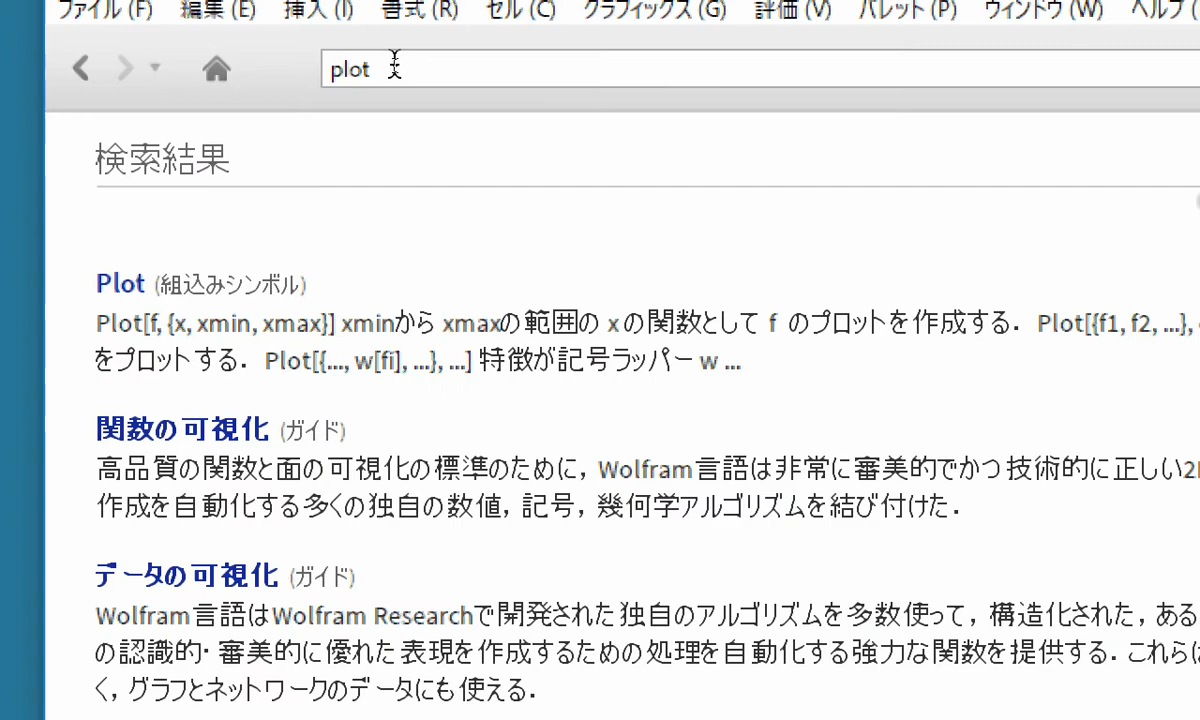 ファイル (F) 編集 (E) 挿入 (I) 書式 (R) セル (C) グラフィックス (G) 評価 (V) パレット (P) ウィンドウ (W) ヘルプ (
plot
検索結果
Plot (組込みシンボル)
Plot[f, {x, xmin, xmax}] xminから xmaxの範囲の x の関数として f のプロットを作成する. Plot[{f1, f2, ...},
をプロットする. Plot[{..., w[fi], ...}, ...] 特徴が記号ラッパー w ...
関数の可視化 (ガイド)
高品質の関数と面の可視化の標準のために, Wolfram言語は非常に審美的でかつ技術的に正しい2
作成を自動化する多くの独自の数値, 記号, 幾何学アルゴリズムを結び付けた.
データの可視化 (ガイド)
Wolfram言語はWolfram Researchで開発された独自のアルゴリズムを多数使って, 構造化された, ある
の認識的・審美的に優れた表現を作成するための処理を自動化する強力な関数を提供する. これらは
く, グラフとネットワークのデータにも使える.